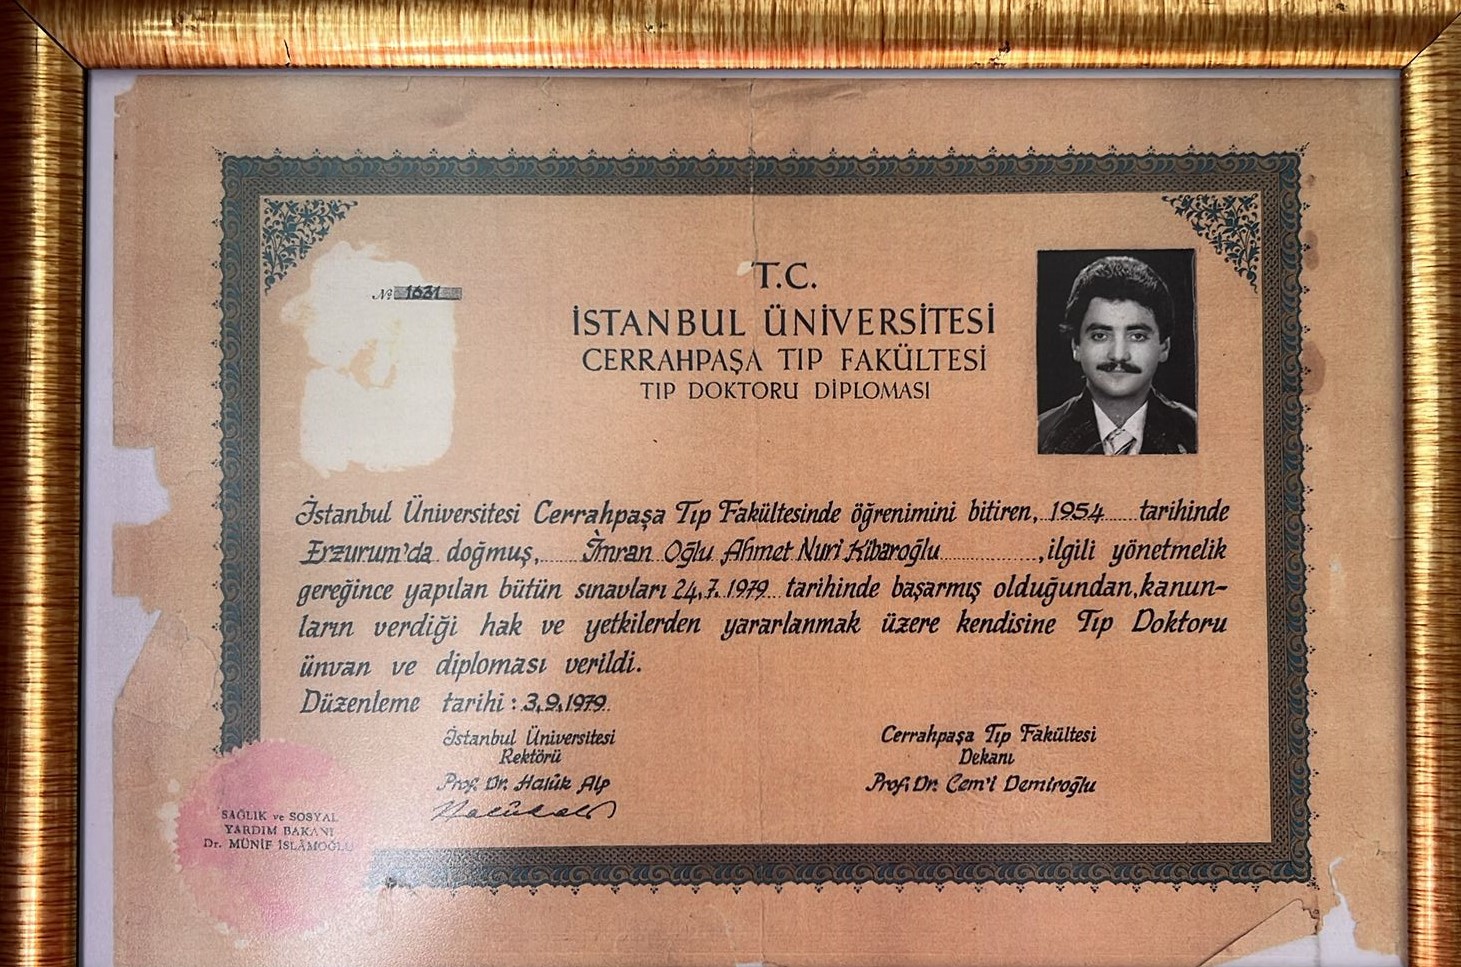 № 1631
T.C.
İSTANBUL ÜNİVERSİTESİ
CERRAHPAŞA TIP FAKÜLTESİ
TIP DOKTORU DİPLOMASI
İstanbul Üniversitesi Cerrahpaşa Tıp Fakültesinde öğrenimini bitiren, 1954 tarihinde
Erzurum'da doğmuş, İmran Oğlu Ahmet Nuri Kibaroğlu, ilgili yönetmelik
gereğince yapılan bütün sınavları 24.7.1979 tarihinde başarmış olduğundan, kanun-
ların verdiği hak ve yetkilerden yararlanmak üzere kendisine Tıp Doktoru
ünvan ve diploması verildi.
Düzenleme tarihi : 3.9.1979
İstanbul Üniversitesi
Rektörü
Prof. Dr. Halûk Alp
Cerrahpaşa Tıp Fakültesi
Dekanı
Prof. Dr. Cem'i Demiroğlu
SAĞLIK ve SOSYAL
YARDIM BAKANI
Dr. MÜNİF İSLÂMOĞLU